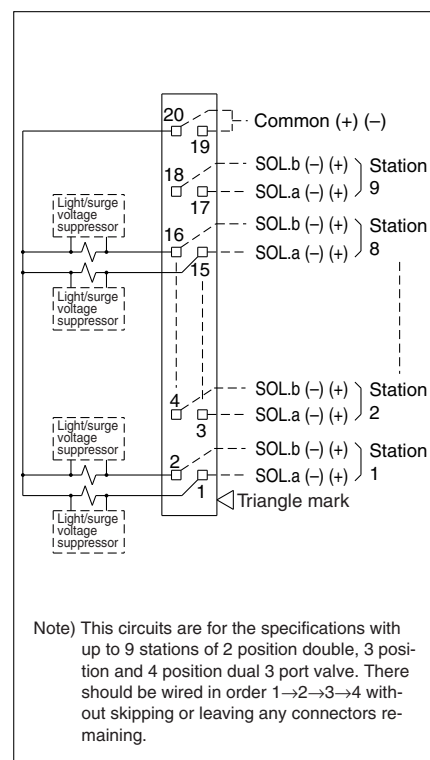 20
Common (+) (–)
19
18
SOL.b (–) (+)
Station
SOL.a (–) (+)
9
17
Light/surge
voltage
suppressor
16
SOL.b (–) (+)
Station
SOL.a (–) (+)
8
15
Light/surge
voltage
suppressor
4
SOL.b (–) (+)
Station
SOL.a (–) (+)
2
3
Light/surge
voltage
suppressor
2
SOL.b (–) (+)
Station
SOL.a (–) (+)
1
1
Triangle mark
Light/surge
voltage
suppressor
Note) This circuits are for the specifications with
up to 9 stations of 2 position double, 3 posi-
tion and 4 position dual 3 port valve. There
should be wired in order 1→2→3→4 with-
out skipping or leaving any connectors re-
maining.